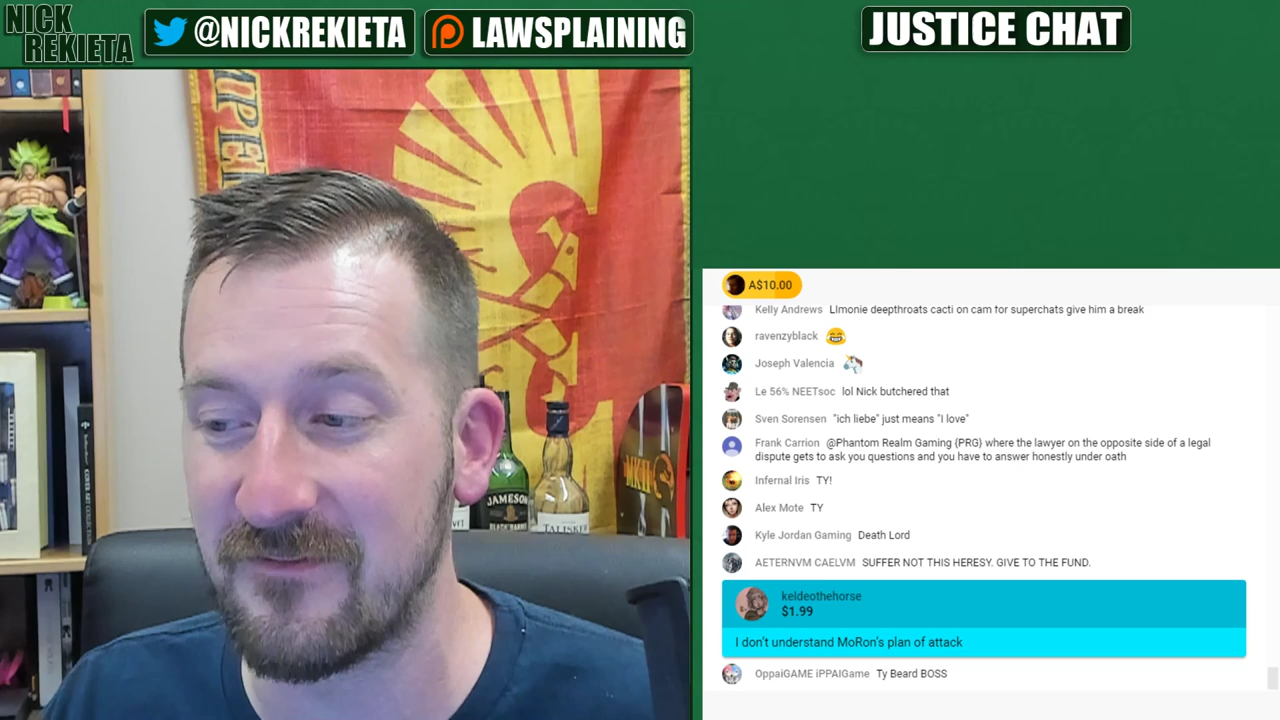 NICK
REKIETA
@NICKREKIETA
LAWSPLAINING
JUSTICE CHAT
JAMESON
BLACK BARREL
TALISKER
MKII
A$10.00
Kelly Andrews LImonie deepthroats cacti on cam for superchats give him a break
ravenzyblack 😂
Joseph Valencia 🦄
Le 56% NEETsoc lol Nick butchered that
Sven Sorensen "ich liebe" just means "I love"
Frank Carrion @Phantom Realm Gaming (PRG) where the lawyer on the opposite side of a legal
dispute gets to ask you questions and you have to answer honestly under oath
Infernal Iris TY!
Alex Mote TY
Kyle Jordan Gaming Death Lord
AETERNVM CAELVM SUFFER NOT THIS HERESY. GIVE TO THE FUND.
keldeothehorse
$1.99
I don't understand MoRon's plan of attack
OppaiGAME iPPAIGame Ty Beard BOSS